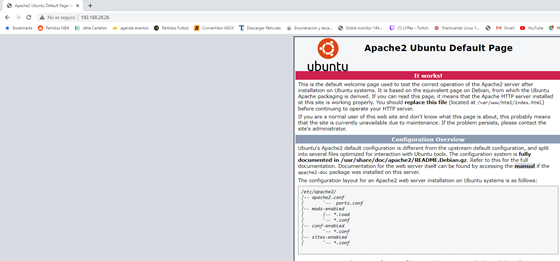 Apache2 Ubuntu Default Page
No es seguro 192.168.28.26
Bookmarks Partidos NBA agenda eventos Partidos Futbol Convertidor ASCII Descargar Películas Enumeración y Doble monitor 144 Twitch Practicando Linux Gmail YouTube Maps
Apache2 Ubuntu Default Page
ubuntu
It works!
This is the default welcome page used to test the correct operation of the Apache2 server after
installation on Ubuntu systems. It is based on the equivalent page on Debian, from which the Ubuntu
Apache packaging is derived. If you can read this page, it means that the Apache HTTP server installed
at this site is working properly. You should replace this file (located at /var/www/html/index.html)
before continuing to operate your HTTP server.
If you are a normal user of this web site and don't know what this page is about, this probably means
that the site is currently unavailable due to maintenance. If the problem persists, please contact the
site's administrator.
Configuration Overview
Ubuntu's Apache2 default configuration is different from the upstream default configuration, and split
into several files optimized for interaction with Ubuntu tools. The configuration system is fully
documented in /usr/share/doc/apache2/README.Debian.gz. Refer to this for the full
documentation. Documentation for the web server itself can be found by accessing the manual if the
apache2-doc package was installed on this server.
The configuration layout for an Apache2 web server installation on Ubuntu systems is as follows:
/etc/apache2/
|-- apache2.conf
| `-- ports.conf
|-- mods-enabled
| |-- *.load
| `-- *.conf
|-- conf-enabled
| `-- *.conf
|-- sites-enabled
| `-- *.conf